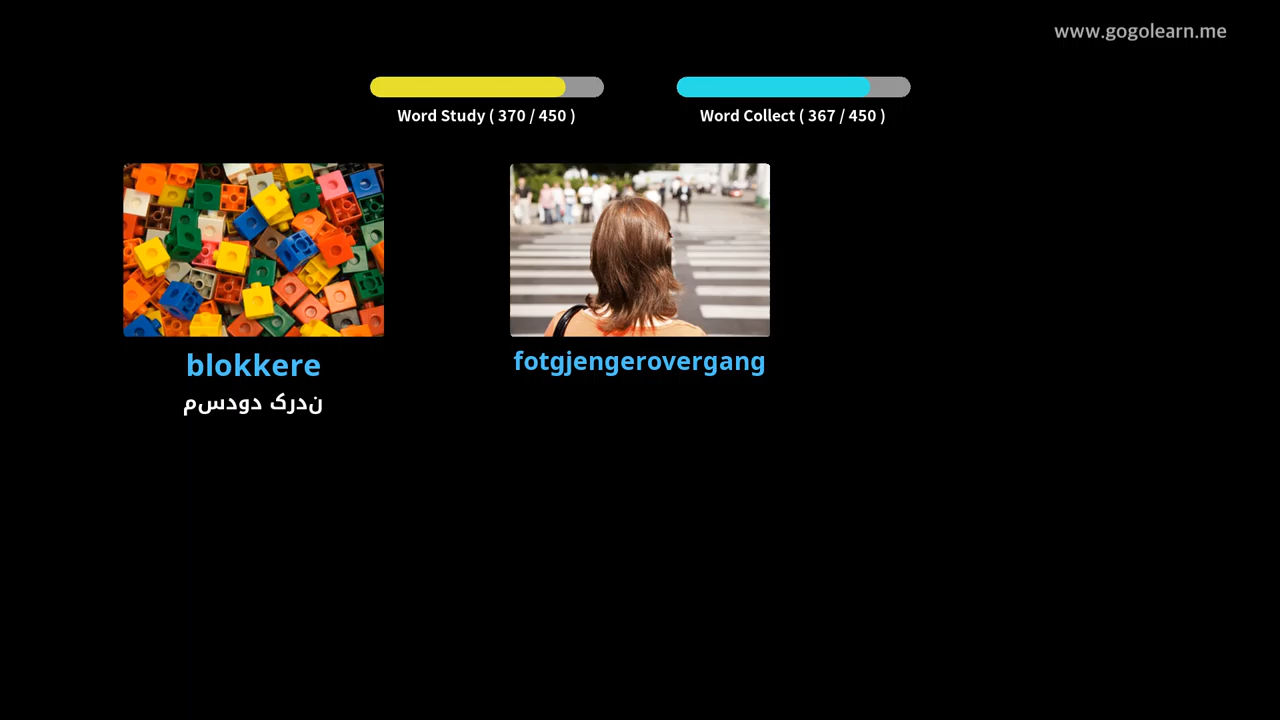 www.gogolearn.me
Word Study ( 370 / 450 )
Word Collect ( 367 / 450 )
blokkere
مسدود کردن
fotgjengerovergang